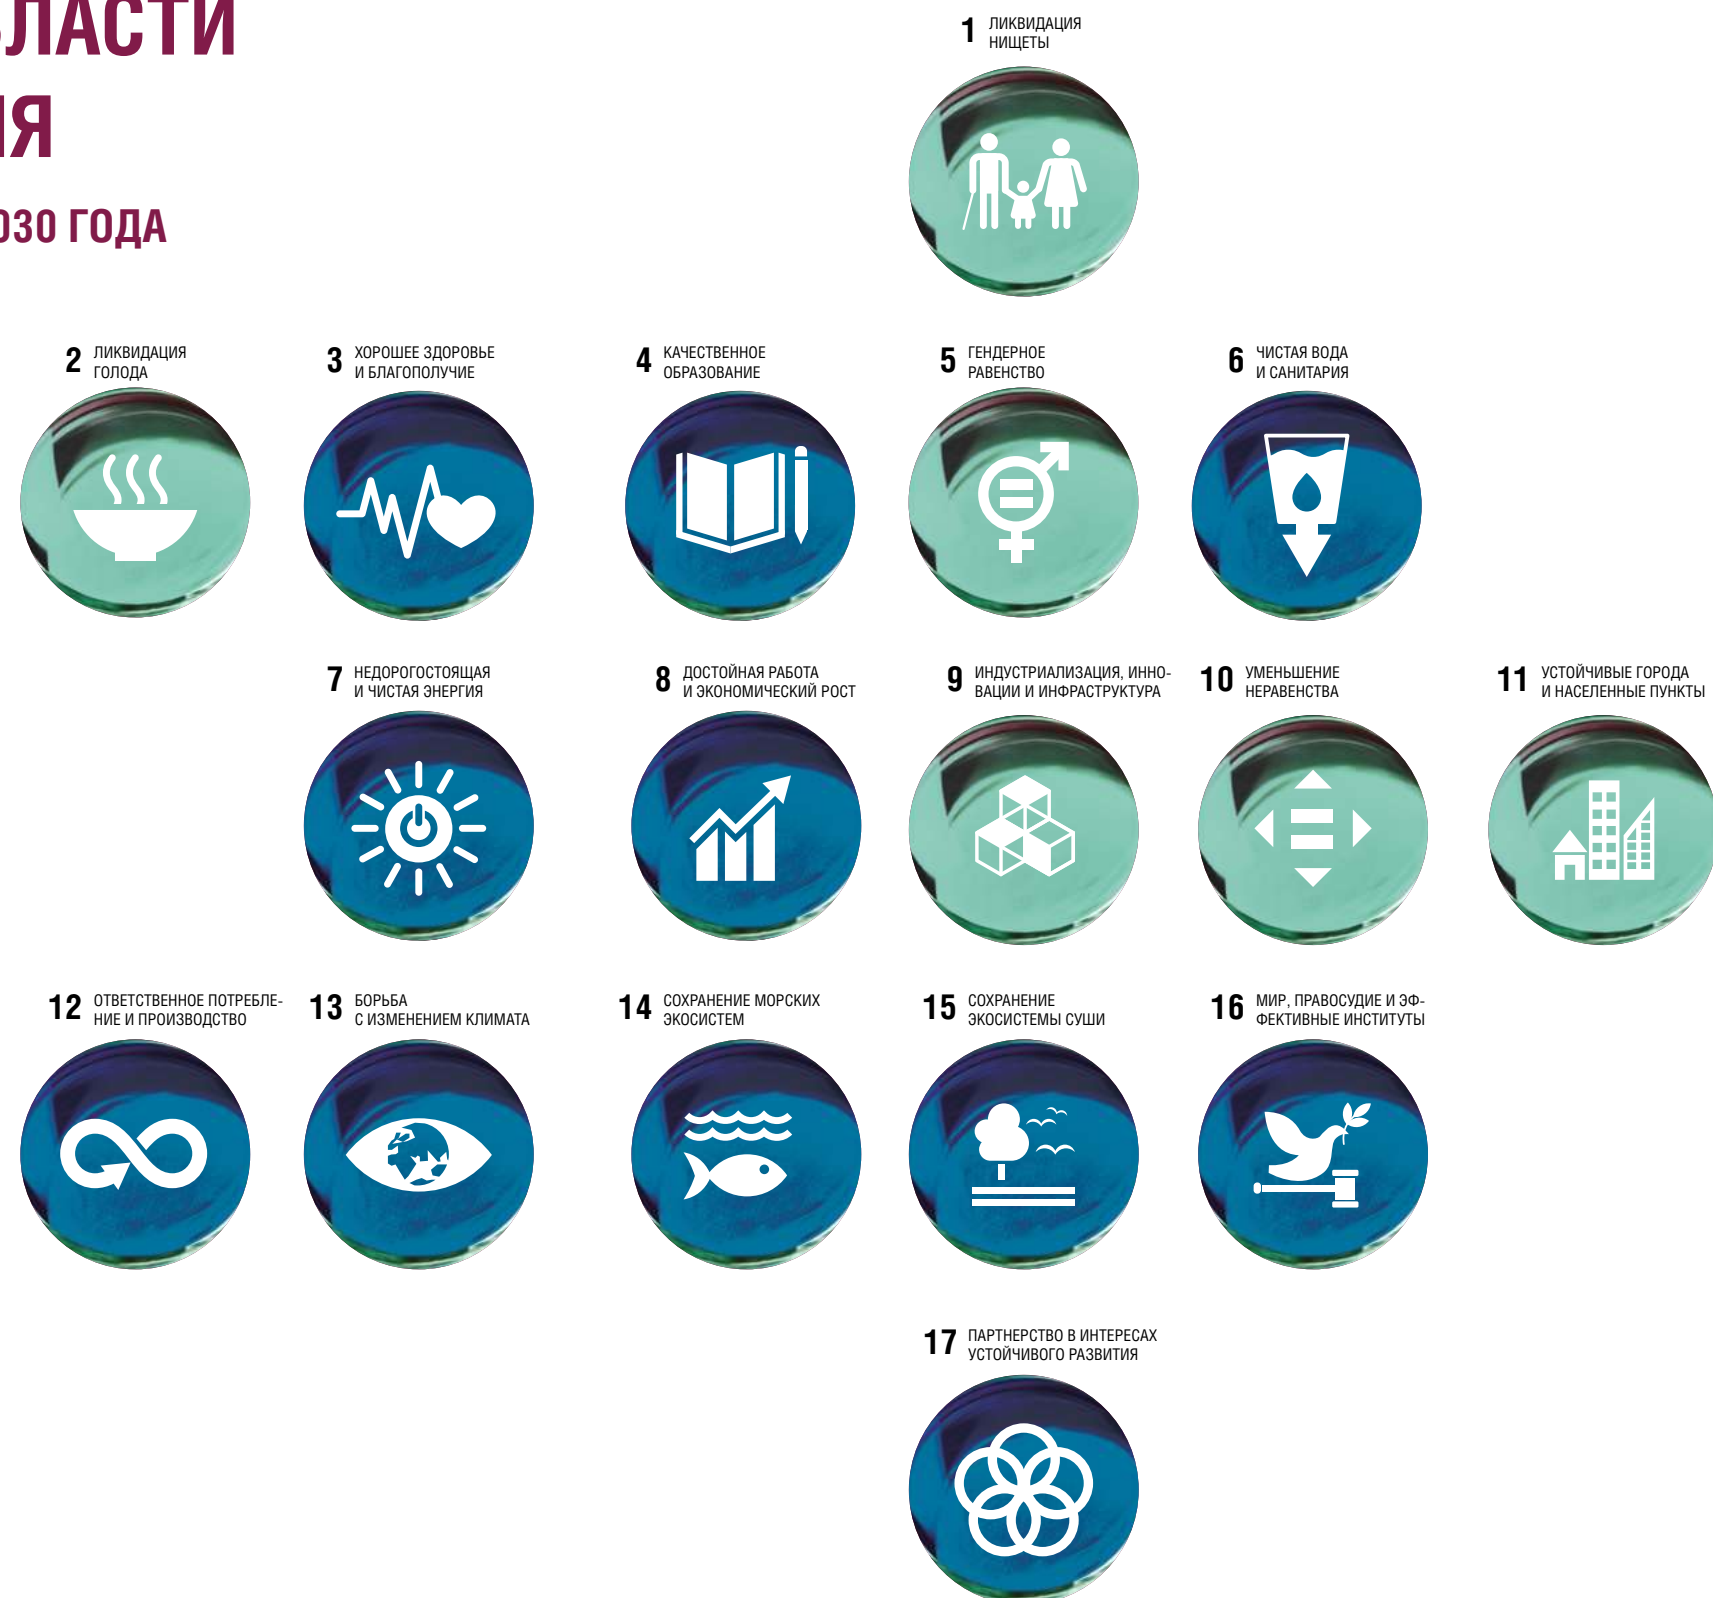 ИЯ
030 ГОДА
1 ЛИКВИДАЦИЯ
НИЩЕТЫ
2 ЛИКВИДАЦИЯ
ГОЛОДА
3 ХОРОШЕЕ ЗДОРОВЬЕ
И БЛАГОПОЛУЧИЕ
4 КАЧЕСТВЕННОЕ
ОБРАЗОВАНИЕ
5 ГЕНДЕРНОЕ
РАВЕНСТВО
6 ЧИСТАЯ ВОДА
И САНИТАРИЯ
7 НЕДОРОГОСТОЯЩАЯ
И ЧИСТАЯ ЭНЕРГИЯ
8 ДОСТОЙНАЯ РАБОТА
И ЭКОНОМИЧЕСКИЙ РОСТ
9 ИНДУСТРИАЛИЗАЦИЯ, ИННО-
ВАЦИИ И ИНФРАСТРУКТУРА
10 УМЕНЬШЕНИЕ
НЕРАВЕНСТВА
11 УСТОЙЧИВЫЕ ГОРОДА
И НАСЕЛЕННЫЕ ПУНКТЫ
12 ОТВЕТСТВЕННОЕ ПОТРЕБЛЕ-
НИЕ И ПРОИЗВОДСТВО
13 БОРЬБА
С ИЗМЕНЕНИЕМ КЛИМАТА
14 СОХРАНЕНИЕ МОРСКИХ
ЭКОСИСТЕМ
15 СОХРАНЕНИЕ
ЭКОСИСТЕМЫ СУШИ
16 МИР, ПРАВОСУДИЕ И ЭФ-
ФЕКТИВНЫЕ ИНСТИТУТЫ
17 ПАРТНЕРСТВО В ИНТЕРЕСАХ
УСТОЙЧИВОГО РАЗВИТИЯ